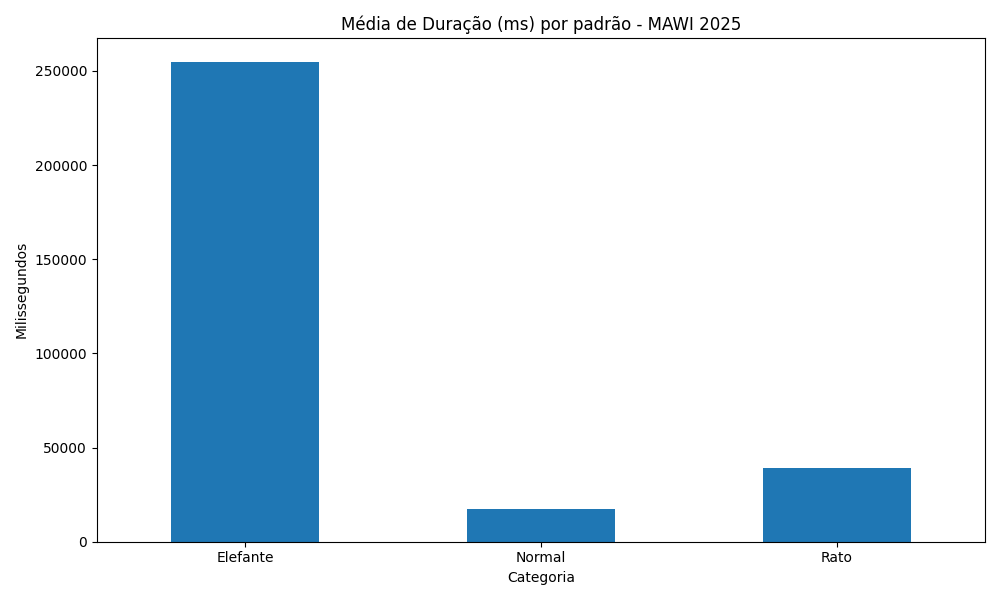 Média de Duração (ms) por padrão - MAWI 2025
Milissegundos
250000
200000
150000
100000
50000
0
Elefante
Normal
Rato
Categoria